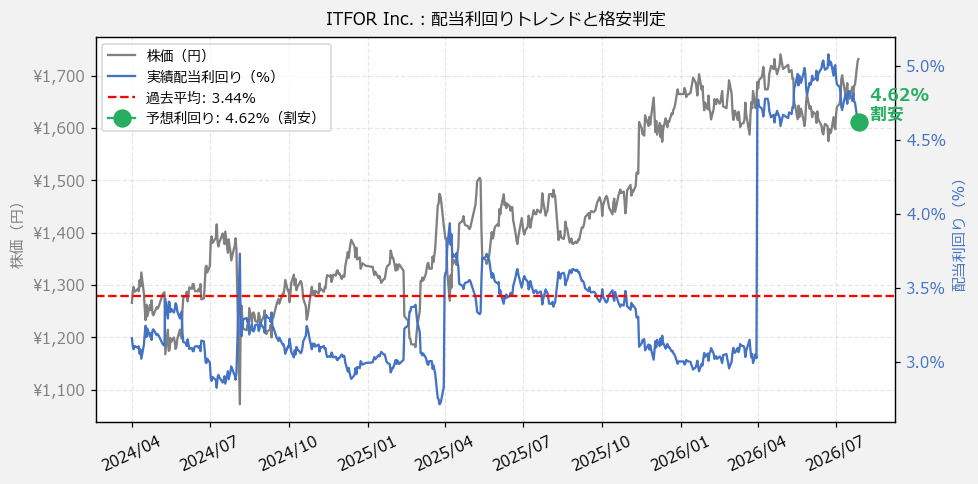 ITFOR Inc. : 配当利回りトレンドと格安判定
株価（円）
実績配当利回り（%）
過去平均: 3.44%
予想利回り: 4.62%（割安）
¥1,700
¥1,600
¥1,500
¥1,400
¥1,300
¥1,200
¥1,100
株価（円）
5.0%
4.5%
4.0%
3.5%
3.0%
配当利回り（%）
4.62%
割安
2024/04
2024/07
2024/10
2025/01
2025/04
2025/07
2025/10
2026/01
2026/04
2026/07